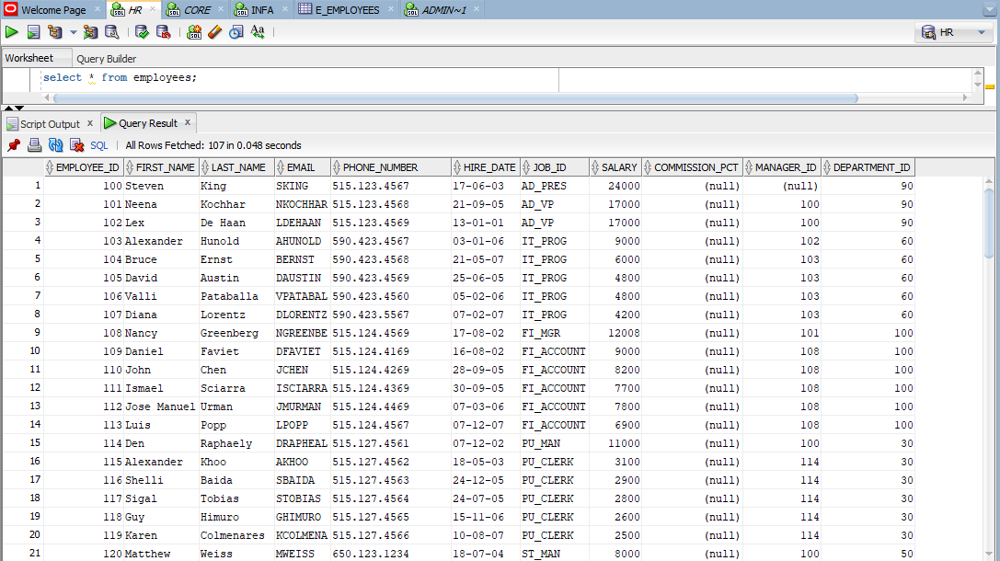 Welcome Page HR CORE INFA E_EMPLOYEES ADMIN~1
HR
Worksheet Query Builder
select * from employees;
Script Output x Query Result x
SQL | All Rows Fetched: 107 in 0.048 seconds
EMPLOYEE_ID FIRST_NAME LAST_NAME EMAIL PHONE_NUMBER HIRE_DATE JOB_ID SALARY COMMISSION_PCT MANAGER_ID DEPARTMENT_ID
1 100 Steven King SKING 515.123.4567 17-06-03 AD_PRES 24000 (null) (null) 90
2 101 Neena Kochhar NKOCHHAR 515.123.4568 21-09-05 AD_VP 17000 (null) 100 90
3 102 Lex De Haan LDEHAAN 515.123.4569 13-01-01 AD_VP 17000 (null) 100 90
4 103 Alexander Hunold AHUNOLD 590.423.4567 03-01-06 IT_PROG 9000 (null) 102 60
5 104 Bruce Ernst BERNST 590.423.4568 21-05-07 IT_PROG 6000 (null) 103 60
6 105 David Austin DAUSTIN 590.423.4569 25-06-05 IT_PROG 4800 (null) 103 60
7 106 Valli Pataballa VPATABAL 590.423.4560 05-02-06 IT_PROG 4800 (null) 103 60
8 107 Diana Lorentz DLORENTZ 590.423.5567 07-02-07 IT_PROG 4200 (null) 103 60
9 108 Nancy Greenberg NGREENBE 515.124.4569 17-08-02 FI_MGR 12008 (null) 101 100
10 109 Daniel Faviet DFAVIET 515.124.4169 16-08-02 FI_ACCOUNT 9000 (null) 108 100
11 110 John Chen JCHEN 515.124.4269 28-09-05 FI_ACCOUNT 8200 (null) 108 100
12 111 Ismael Sciarra ISCIARRA 515.124.4369 30-09-05 FI_ACCOUNT 7700 (null) 108 100
13 112 Jose Manuel Urman JMURMAN 515.124.4469 07-03-06 FI_ACCOUNT 7800 (null) 108 100
14 113 Luis Popp LPOPP 515.124.4567 07-12-07 FI_ACCOUNT 6900 (null) 108 100
15 114 Den Raphaely DRAPHEAL 515.127.4561 07-12-02 PU_MAN 11000 (null) 100 30
16 115 Alexander Khoo AKHOO 515.127.4562 18-05-03 PU_CLERK 3100 (null) 114 30
17 116 Shelli Baida SBAIDA 515.127.4563 24-12-05 PU_CLERK 2900 (null) 114 30
18 117 Sigal Tobias STOBIAS 515.127.4564 24-07-05 PU_CLERK 2800 (null) 114 30
19 118 Guy Himuro GHIMURO 515.127.4565 15-11-06 PU_CLERK 2600 (null) 114 30
20 119 Karen Colmenares KCOLMENA 515.127.4566 10-08-07 PU_CLERK 2500 (null) 114 30
21 120 Matthew Weiss MWEISS 650.123.1234 18-07-04 ST_MAN 8000 (null) 100 50